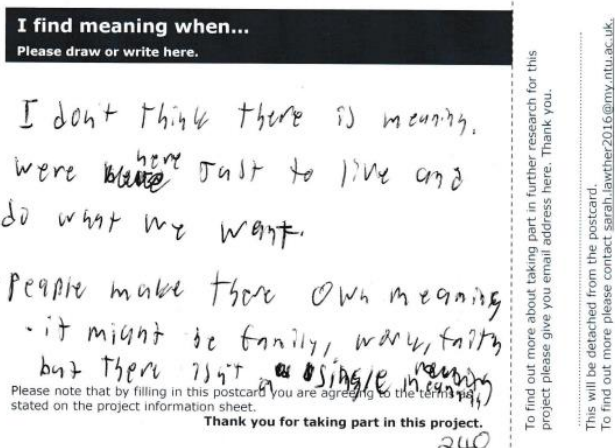 I find meaning when...
Please draw or write here.
I don't think there is meaning.
were here Just to live and
do what we want.
People make there own meaning
. it might be family, work, faith
but there isn't a single meaning
Please note that by filling in this postcard you are agreeing to the terms as
stated on the project information sheet.
Thank you for taking part in this project.
240
To find out more about taking part in further research for this
project please give you email address here. Thank you.
This will be detached from the postcard.
To find out more please contact sarah.lawther2016@my.ntu.ac.uk.